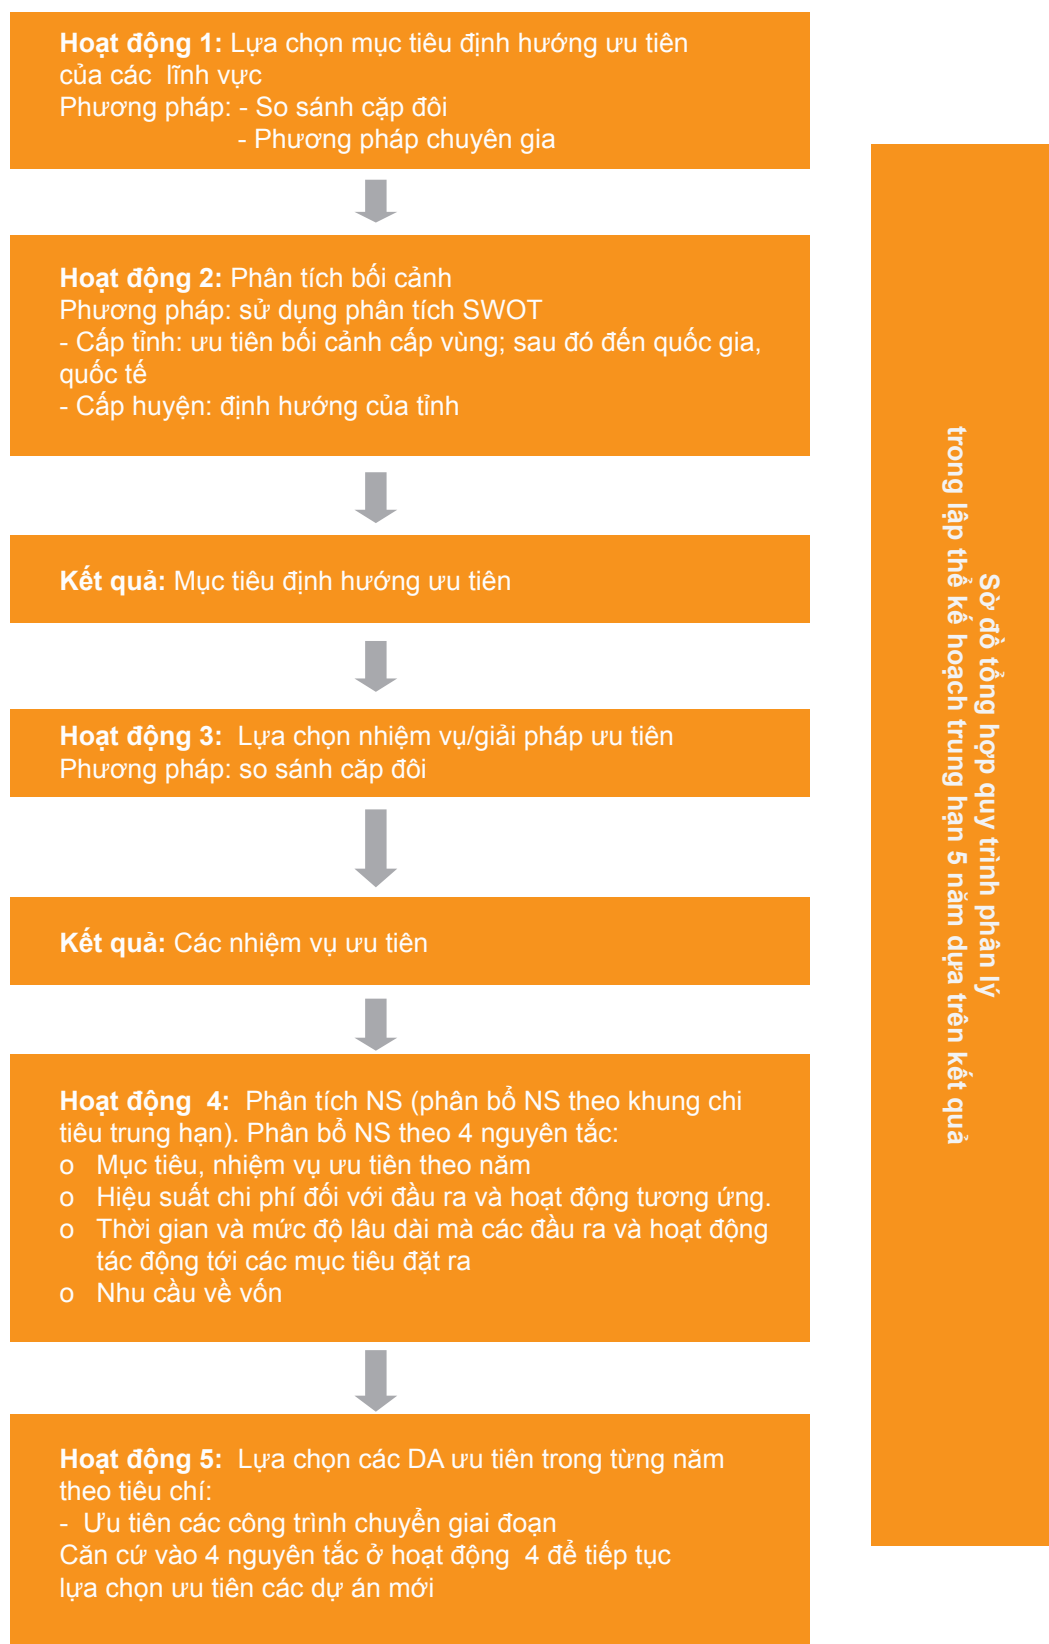 Hoạt động 1: Lựa chọn mục tiêu định hướng ưu tiên
của các lĩnh vực
Phương pháp: - So sánh cặp đôi
- Phương pháp chuyên gia
Hoạt động 2: Phân tích bối cảnh
Phương pháp: sử dụng phân tích SWOT
- Cấp tỉnh: ưu tiên bối cảnh cấp vùng; sau đó đến quốc gia,
quốc tế
- Cấp huyện: định hướng của tỉnh
Kết quả: Mục tiêu định hướng ưu tiên
Hoạt động 3: Lựa chọn nhiệm vụ/giải pháp ưu tiên
Phương pháp: so sánh căp đôi
Kết quả: Các nhiệm vụ ưu tiên
Hoạt động 4: Phân tích NS (phân bổ NS theo khung chi
tiêu trung hạn). Phân bổ NS theo 4 nguyên tắc:
o Mục tiêu, nhiệm vụ ưu tiên theo năm
o Hiệu suất chi phí đối với đầu ra và hoạt động tương ứng.
o Thời gian và mức độ lâu dài mà các đầu ra và hoạt động
tác động tới các mục tiêu đặt ra
o Nhu cầu về vốn
Hoạt động 5: Lựa chọn các DA ưu tiên trong từng năm
theo tiêu chí:
- Ưu tiên các công trình chuyển giai đoạn
Căn cứ vào 4 nguyên tắc ở hoạt động 4 để tiếp tục
lựa chọn ưu tiên các dự án mới
Sờ đồ tổng hợp quy trình phân lý
trong lập thể kế hoạch trung hạn 5 năm dựa trên kết quả